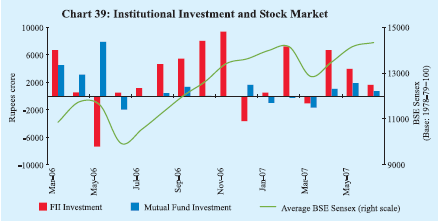 Chart 39: Institutional Investment and Stock Market
10000
6000
2000
-2000
-6000
-10000
Rupees crore
15000
13000
11000
9000
BSE Sensex
(Base: 1978-79=100)
Mar-06
May-06
Jul-06
Sep-06
Nov-06
Jan-07
Mar-07
May-07
FII Investment
Mutual Fund Investment
Average BSE Sensex (right scale)